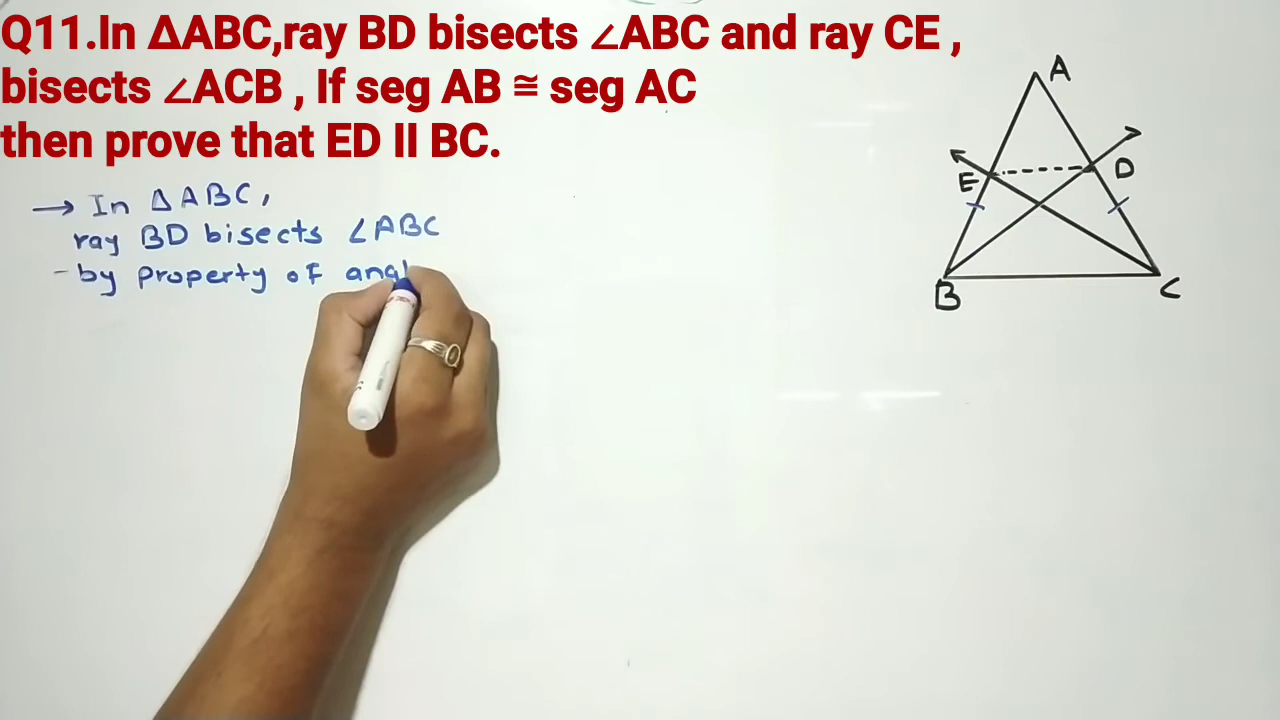 Q11.In ΔABC,ray BD bisects ∠ABC and ray CE ,
bisects ∠ACB , If seg AB ≅ seg AC
then prove that ED II BC.
→ In ΔABC,
ray BD bisects ∠ABC
- by property of
A
E
D
B
C